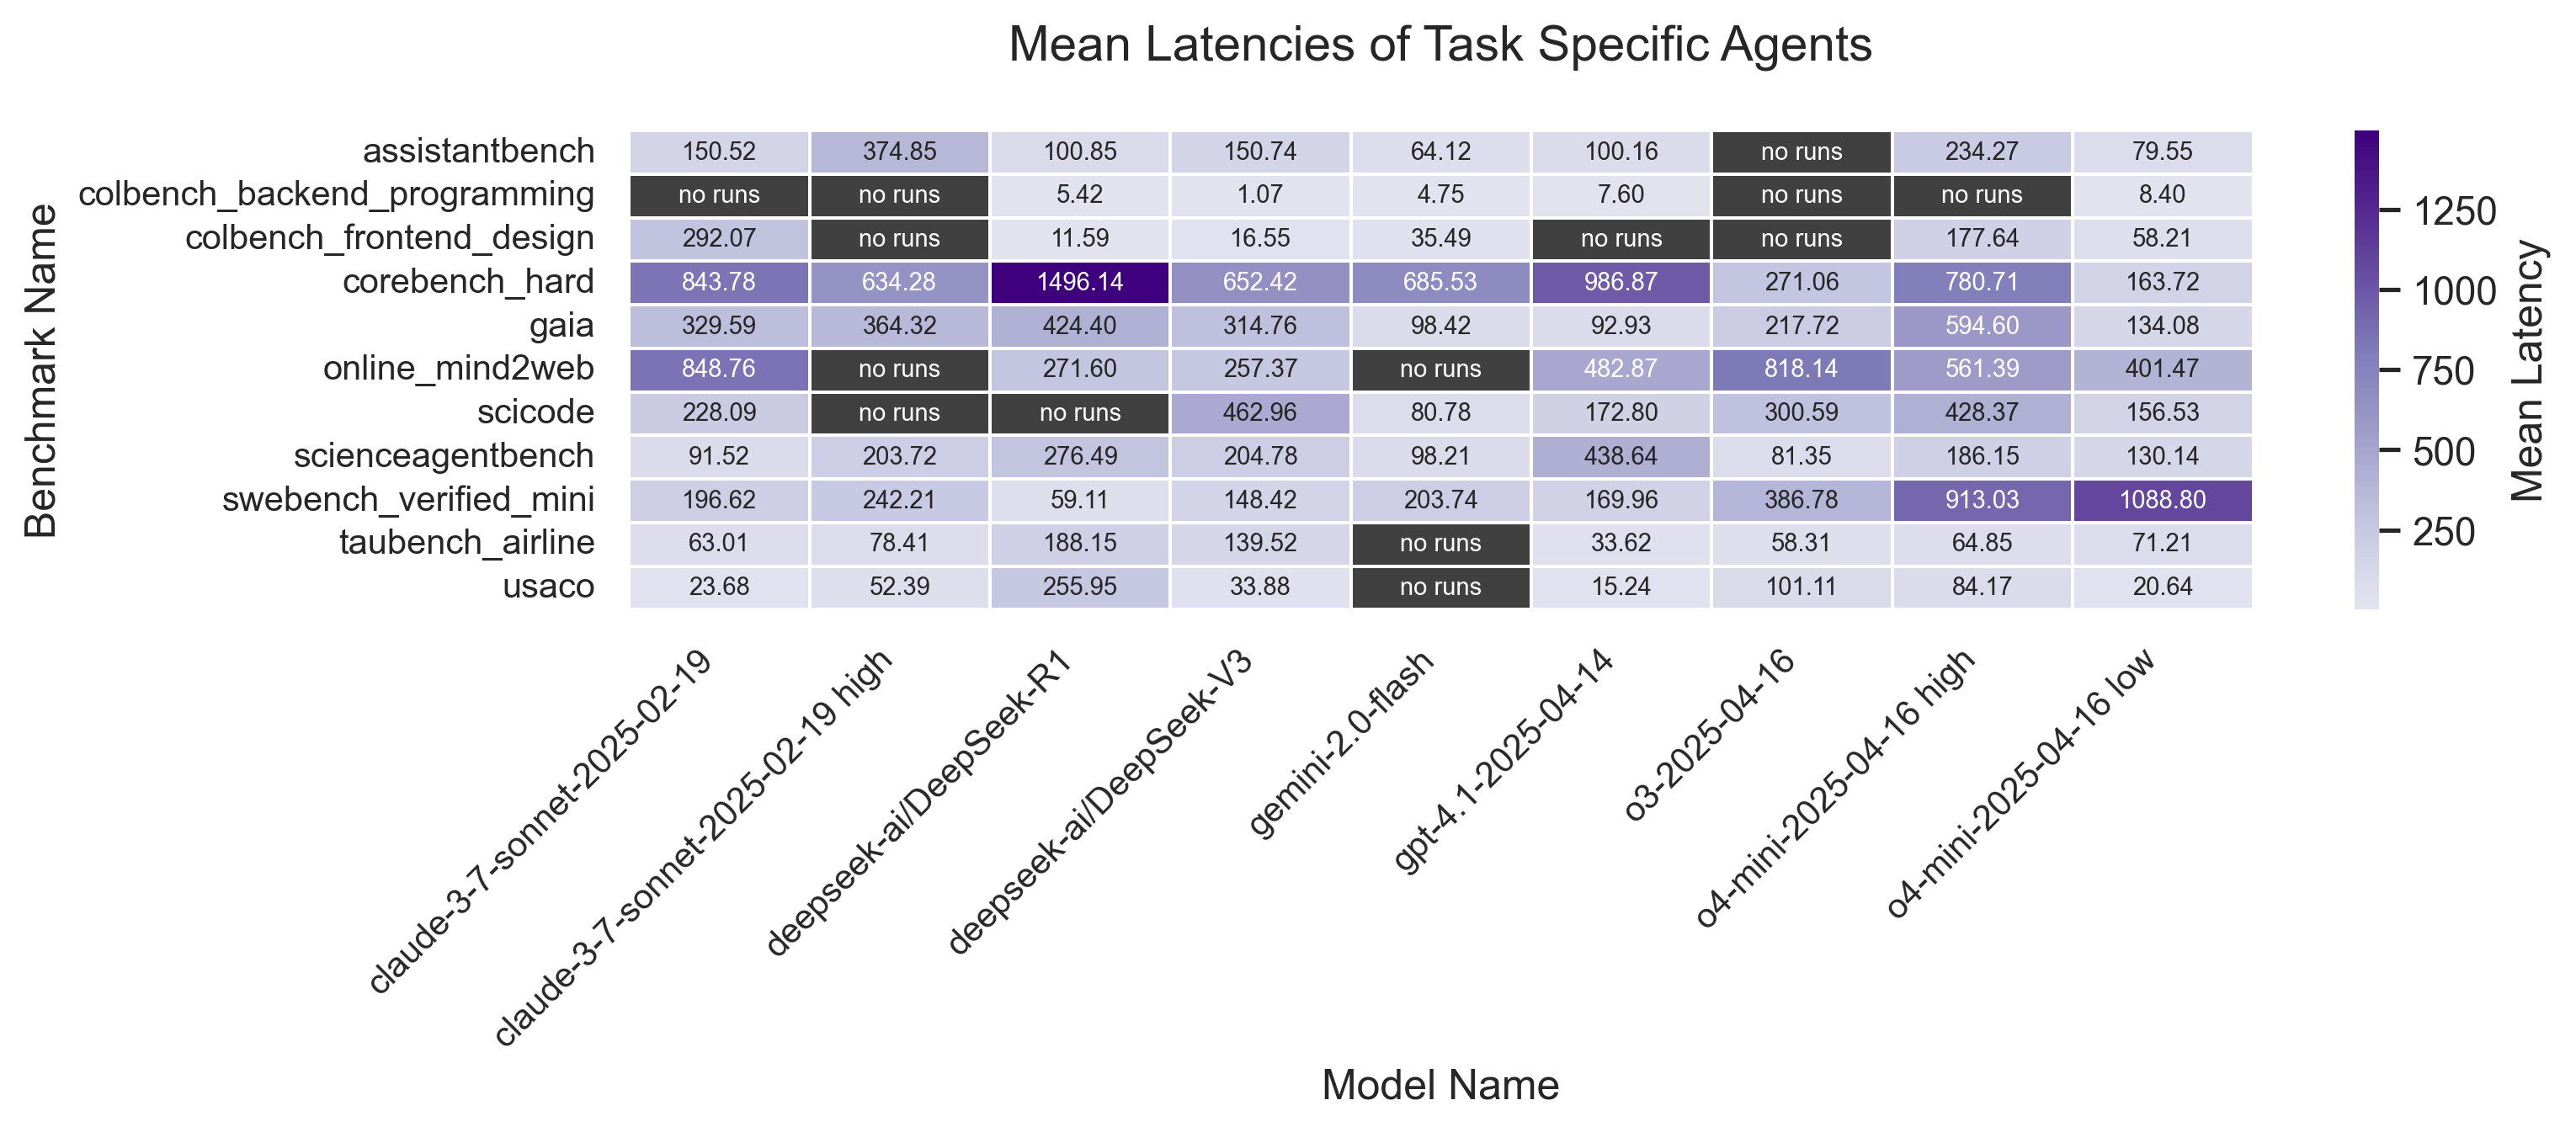 Mean Latencies of Task Specific Agents
Benchmark Name
assistantbench 150.52 374.85 100.85 150.74 64.12 100.16 no runs 234.27 79.55
colbench_backend_programming no runs no runs 5.42 1.07 4.75 7.60 no runs no runs 8.40
colbench_frontend_design 292.07 no runs 11.59 16.55 35.49 no runs no runs 177.64 58.21
corebench_hard 843.78 634.28 1496.14 652.42 685.53 986.87 271.06 780.71 163.72
gaia 329.59 364.32 424.40 314.76 98.42 92.93 217.72 594.60 134.08
online_mind2web 848.76 no runs 271.60 257.37 no runs 482.87 818.14 561.39 401.47
scicode 228.09 no runs no runs 462.96 80.78 172.80 300.59 428.37 156.53
scienceagentbench 91.52 203.72 276.49 204.78 98.21 438.64 81.35 186.15 130.14
swebench_verified_mini 196.62 242.21 59.11 148.42 203.74 169.96 386.78 913.03 1088.80
taubench_airline 63.01 78.41 188.15 139.52 no runs 33.62 58.31 64.85 71.21
usaco 23.68 52.39 255.95 33.88 no runs 15.24 101.11 84.17 20.64
claude-3-7-sonnet-2025-02-19
claude-3-7-sonnet-2025-02-19 high
deepseek-ai/DeepSeek-R1
deepseek-ai/DeepSeek-V3
gemini-2.0-flash
gpt-4.1-2025-04-14
o3-2025-04-16
o4-mini-2025-04-16 high
o4-mini-2025-04-16 low
Model Name
1250
1000
750
500
250
Mean Latency